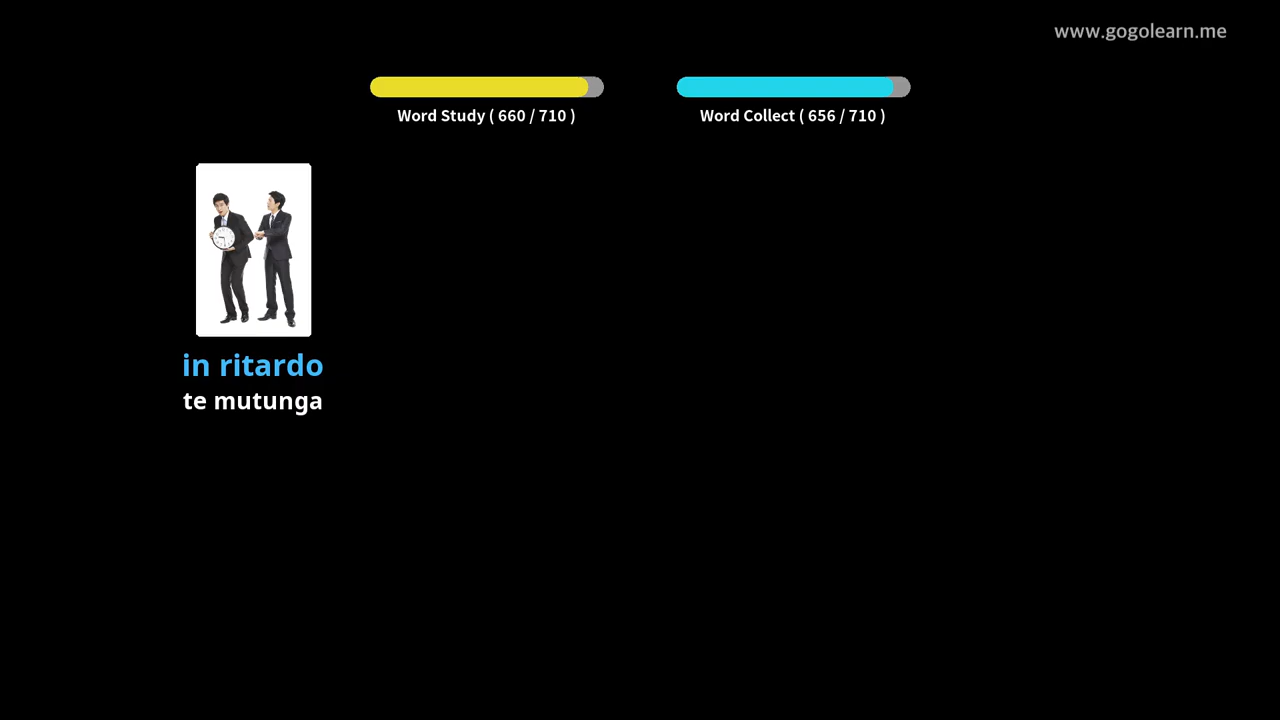 www.gogolearn.me
Word Study ( 660 / 710 )
Word Collect ( 656 / 710 )
in ritardo
te mutunga